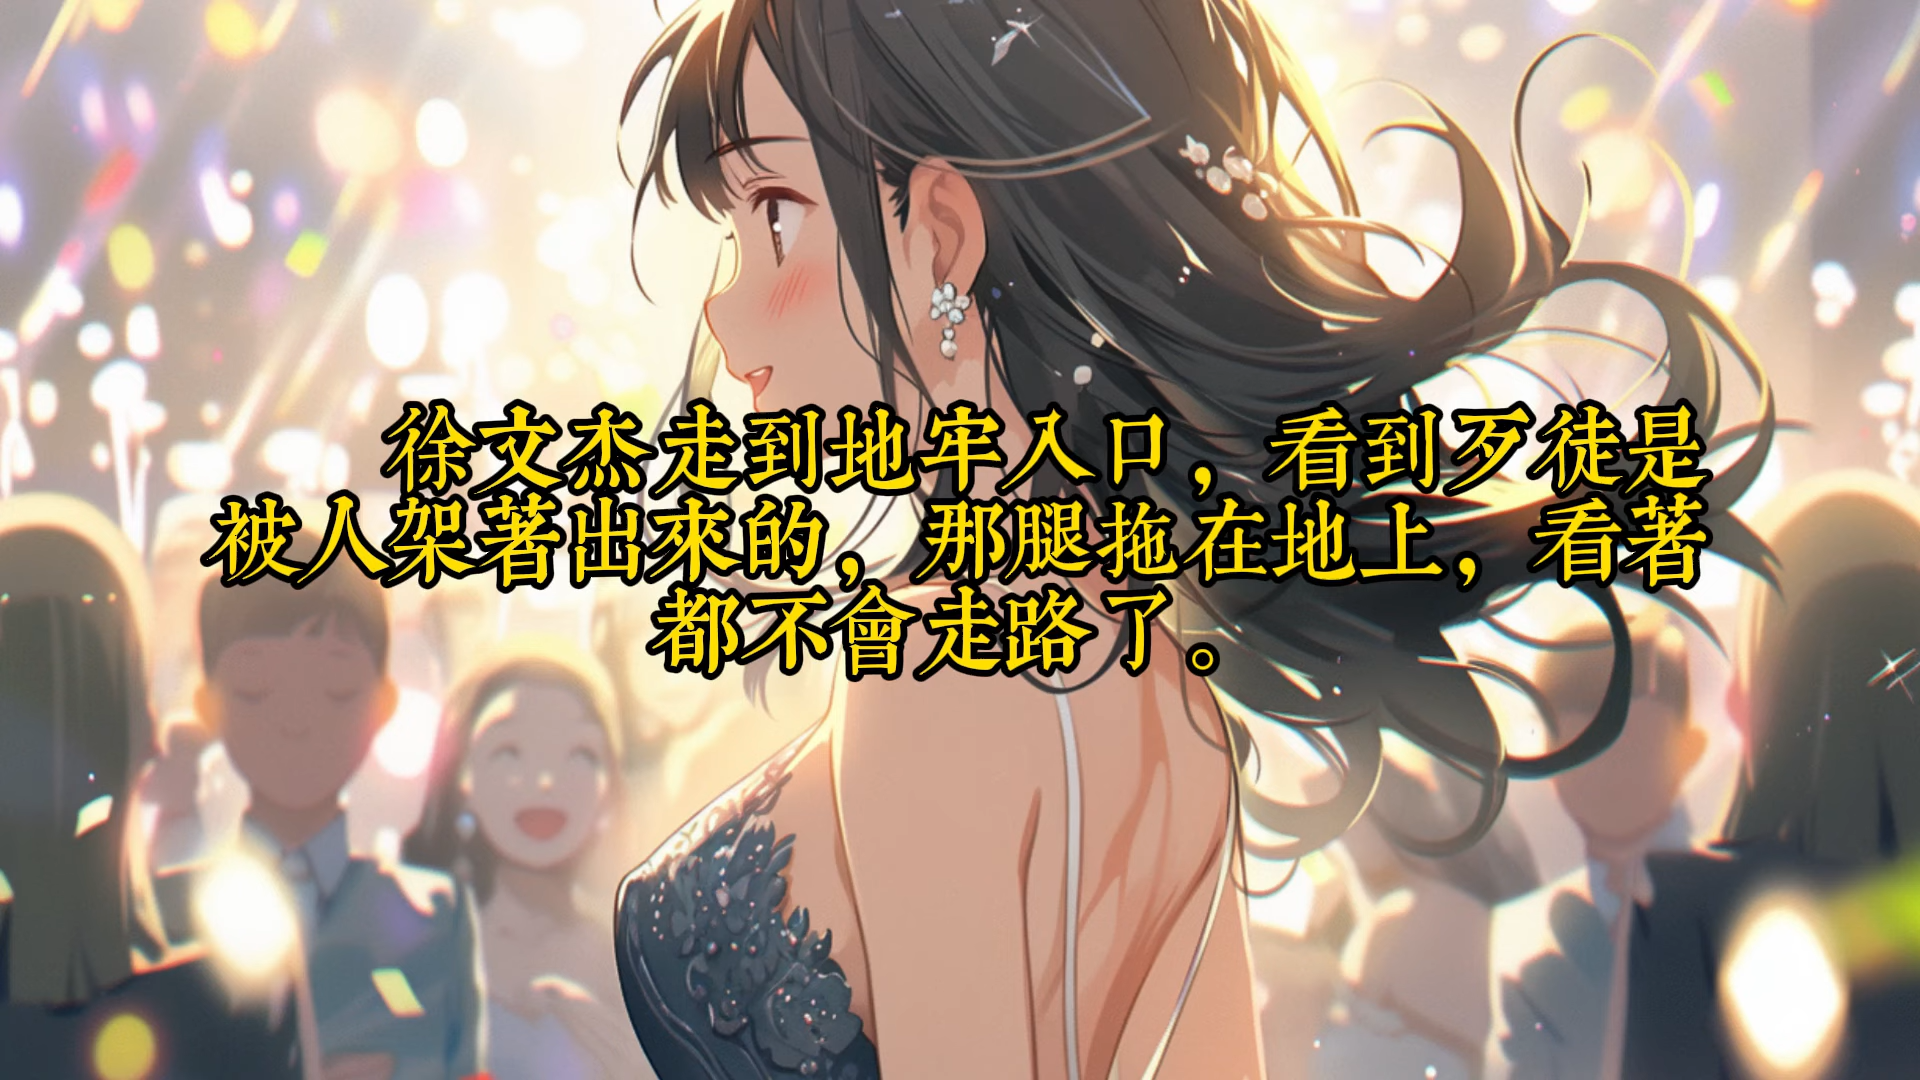 徐文杰走到地牢入口，看到歹徒是
被人架著出來的，那腿拖在地上，看著
都不會走路了。